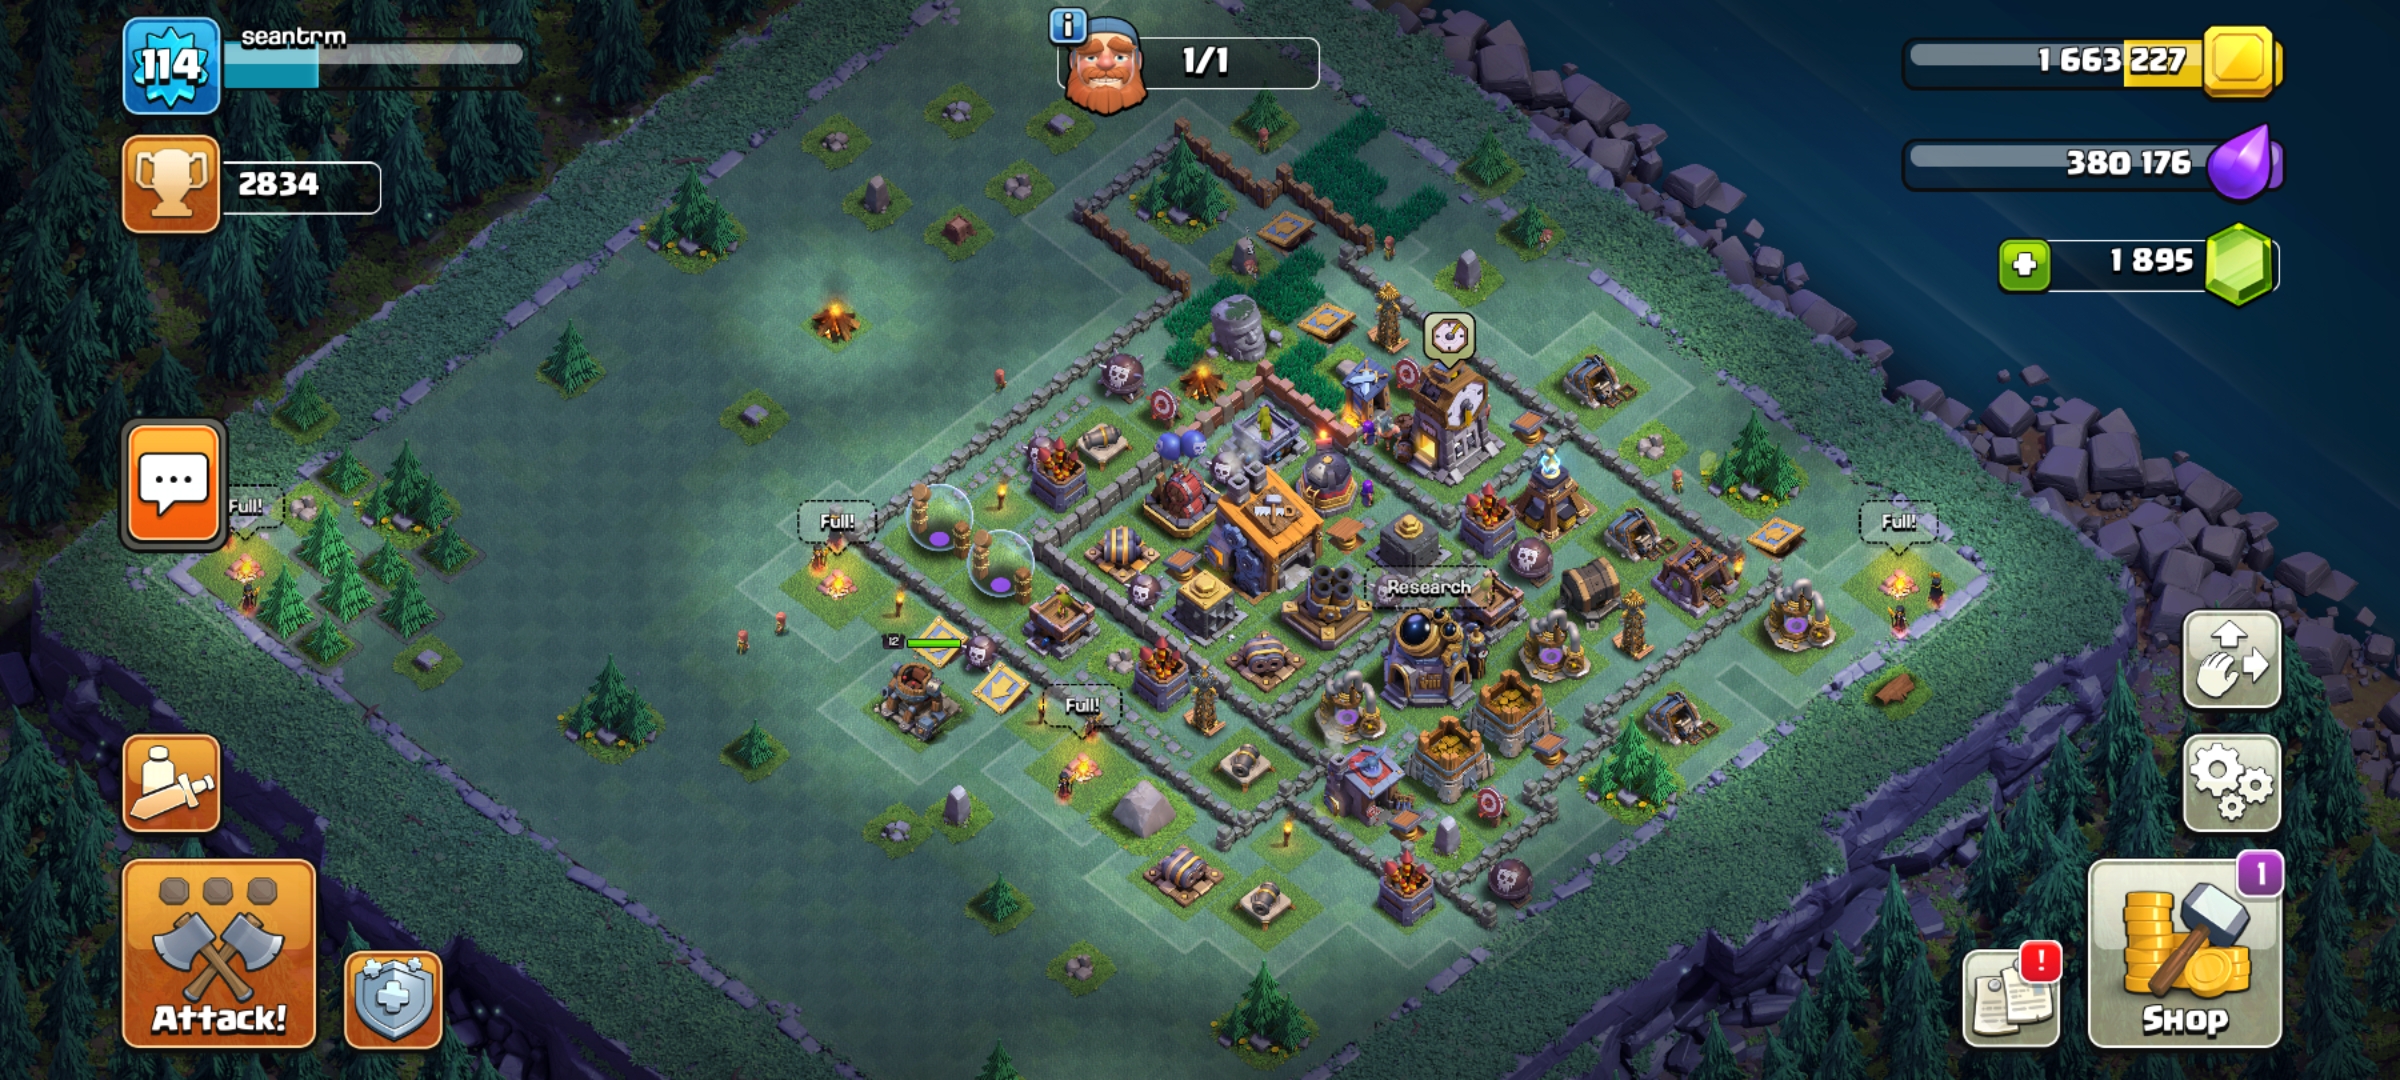 114
seantrm
i
1/1
1 663 227
2834
380 176
1 895
Full!
Full!
Full!
Research
12
Full!
Attack!
!
1
Shop